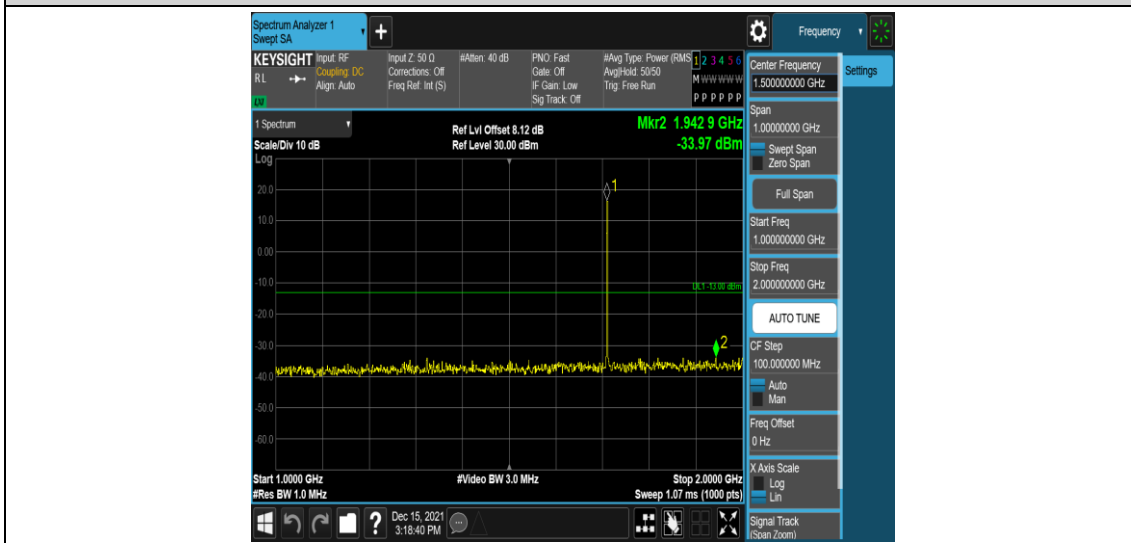 Spectrum Analyzer 1
Swept SA
+
Frequency
KEYSIGHT
RL
LXI
Input: RF
Coupling: DC
Align: Auto
Input Z: 50 Ω
Corrections: Off
Freq Ref: Int (S)
#Atten: 40 dB
PNO: Fast
Gate: Off
IF Gain: Low
Sig Track: Off
#Avg Type: Power (RMS
Avg|Hold: 50/50
Trig: Free Run
1 2 3 4 5 6
M W W W W W
P P P P P P
1 Spectrum
Scale/Div 10 dB
Ref Lvl Offset 8.12 dB
Ref Level 30.00 dBm
Mkr2 1.942 9 GHz
-33.97 dBm
Log
1
20.0
10.0
0.00
-10.0
DL1 -13.00 dBm
-20.0
-30.0
2
-40.0
-50.0
-60.0
Start 1.0000 GHz
#Res BW 1.0 MHz
#Video BW 3.0 MHz
Stop 2.0000 GHz
Sweep 1.07 ms (1000 pts)
Center Frequency
1.500000000 GHz
Settings
Span
1.00000000 GHz
Swept Span
Zero Span
Full Span
Start Freq
1.000000000 GHz
Stop Freq
2.000000000 GHz
AUTO TUNE
CF Step
100.000000 MHz
Auto
Man
Freq Offset
0 Hz
X Axis Scale
Log
Lin
Signal Track
(Span Zoom)
?
Dec 15, 2021
3:18:40 PM